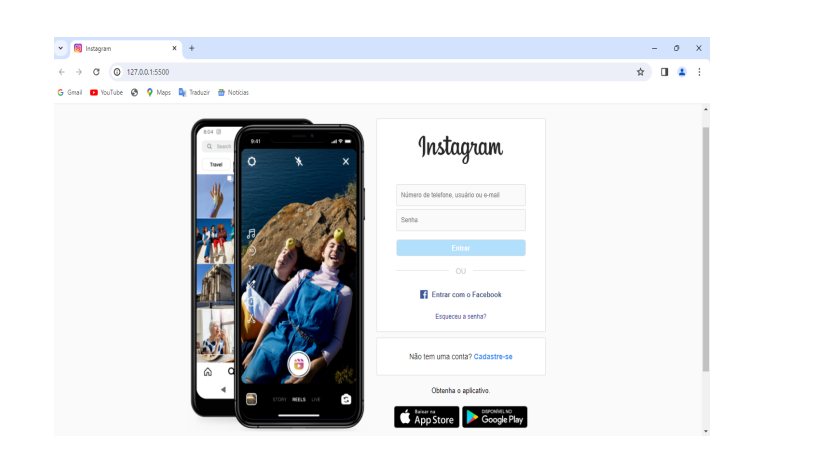 Instagram
127.0.0.1:5500
Gmail YouTube Maps Traduzir Notícias
9:04
Search
Travel
9:41
1x
STORY REELS LIVE
Instagram
Número de telefone, usuário ou e-mail
Senha
Entrar
OU
Entrar com o Facebook
Esqueceu a senha?
Não tem uma conta? Cadastre-se
Obtenha o aplicativo.
Baixar na
App Store
DISPONÍVEL NO
Google Play